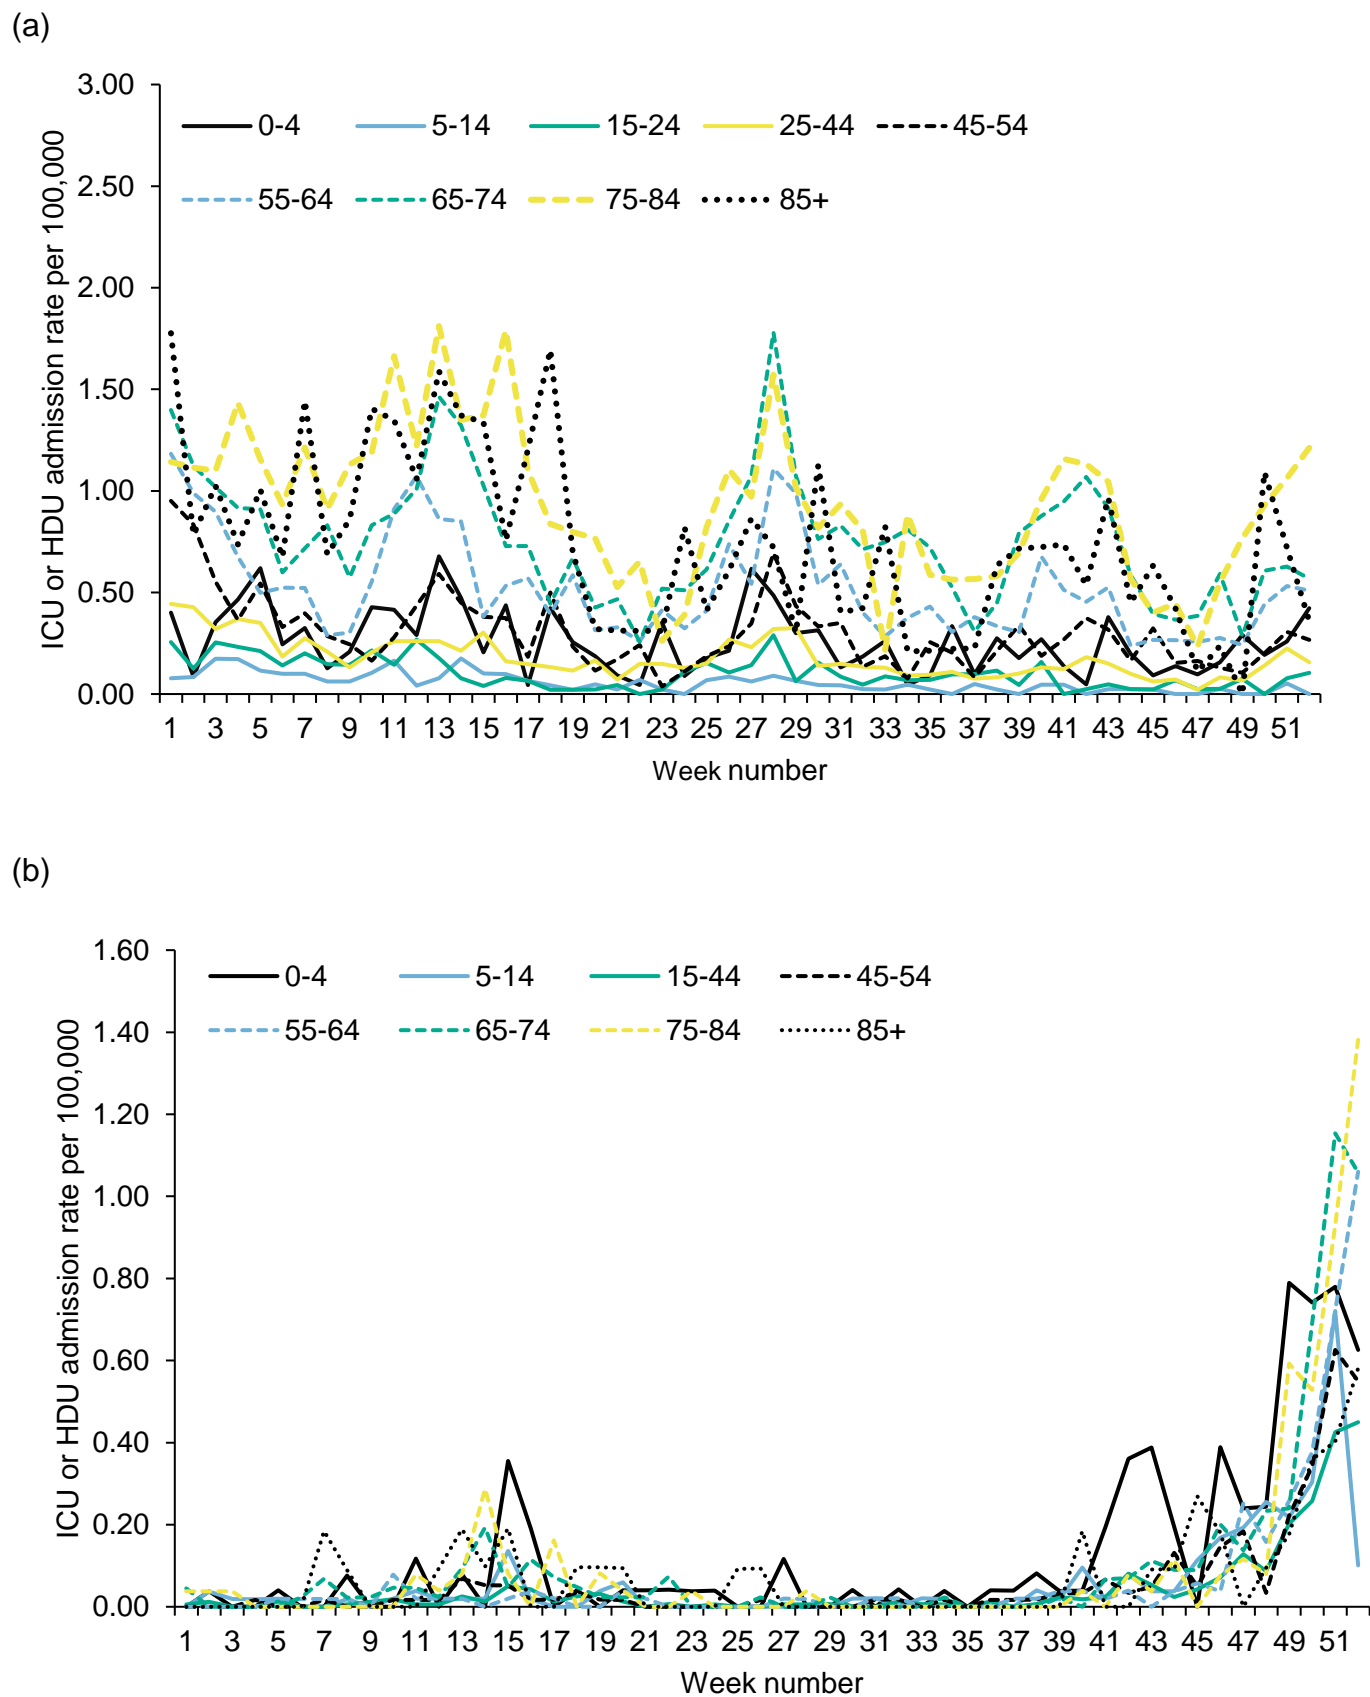 (a)
ICU or HDU admission rate per 100,000
3.00
2.50
2.00
1.50
1.00
0.50
0.00
0-4 5-14 15-24 25-44 45-54
55-64 65-74 75-84 85+
1 3 5 7 9 11 13 15 17 19 21 23 25 27 29 31 33 35 37 39 41 43 45 47 49 51
Week number
(b)
ICU or HDU admission rate per 100,000
1.60
1.40
1.20
1.00
0.80
0.60
0.40
0.20
0.00
0-4 5-14 15-44 45-54
55-64 65-74 75-84 85+
1 3 5 7 9 11 13 15 17 19 21 23 25 27 29 31 33 35 37 39 41 43 45 47 49 51
Week number